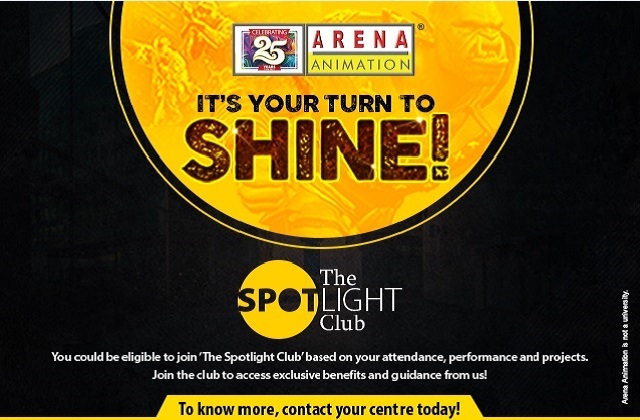 CELEBRATING
25
YEARS
ARENA®
ANIMATION
IT'S YOUR TURN TO
SHINE!
The
SPOTLIGHT
Club
You could be eligible to join 'The Spotlight Club' based on your attendance, performance and projects.
Join the club to access exclusive benefits and guidance from us!
To know more, contact your centre today!
Arena Animation is not a university.